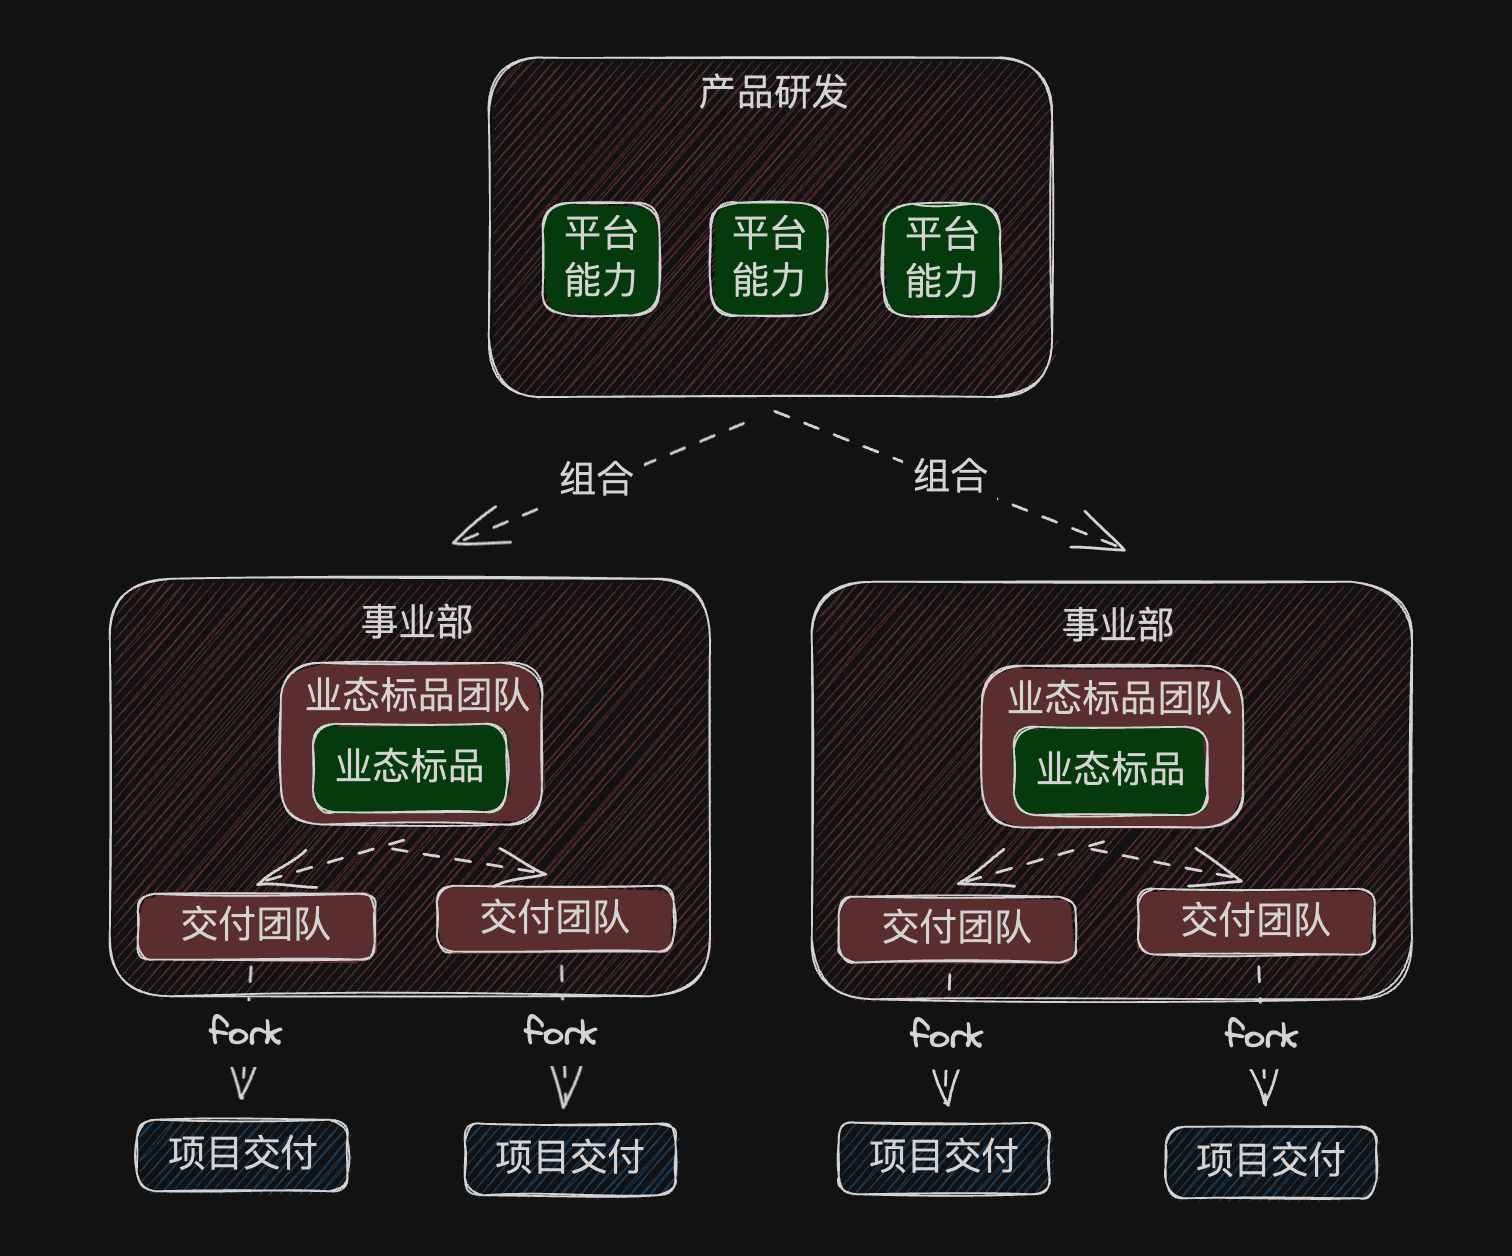 产品研发
平台
能力
平台
能力
平台
能力
组合
组合
事业部
业态标品团队
业态标品
交付团队
交付团队
事业部
业态标品团队
业态标品
交付团队
交付团队
fork
fork
fork
fork
项目交付
项目交付
项目交付
项目交付